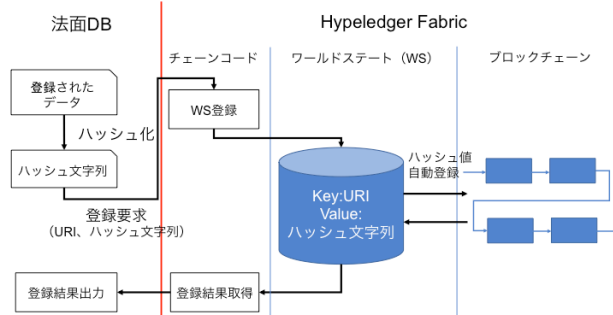 法面DB
Hypeledger Fabric
チェーンコード
ワールドステート（WS）
ブロックチェーン
登録された
データ
ハッシュ化
WS登録
ハッシュ文字列
ハッシュ値
自動登録
Key:URI
Value:
ハッシュ文字列
登録要求
（URI、ハッシュ文字列）
登録結果出力
登録結果取得